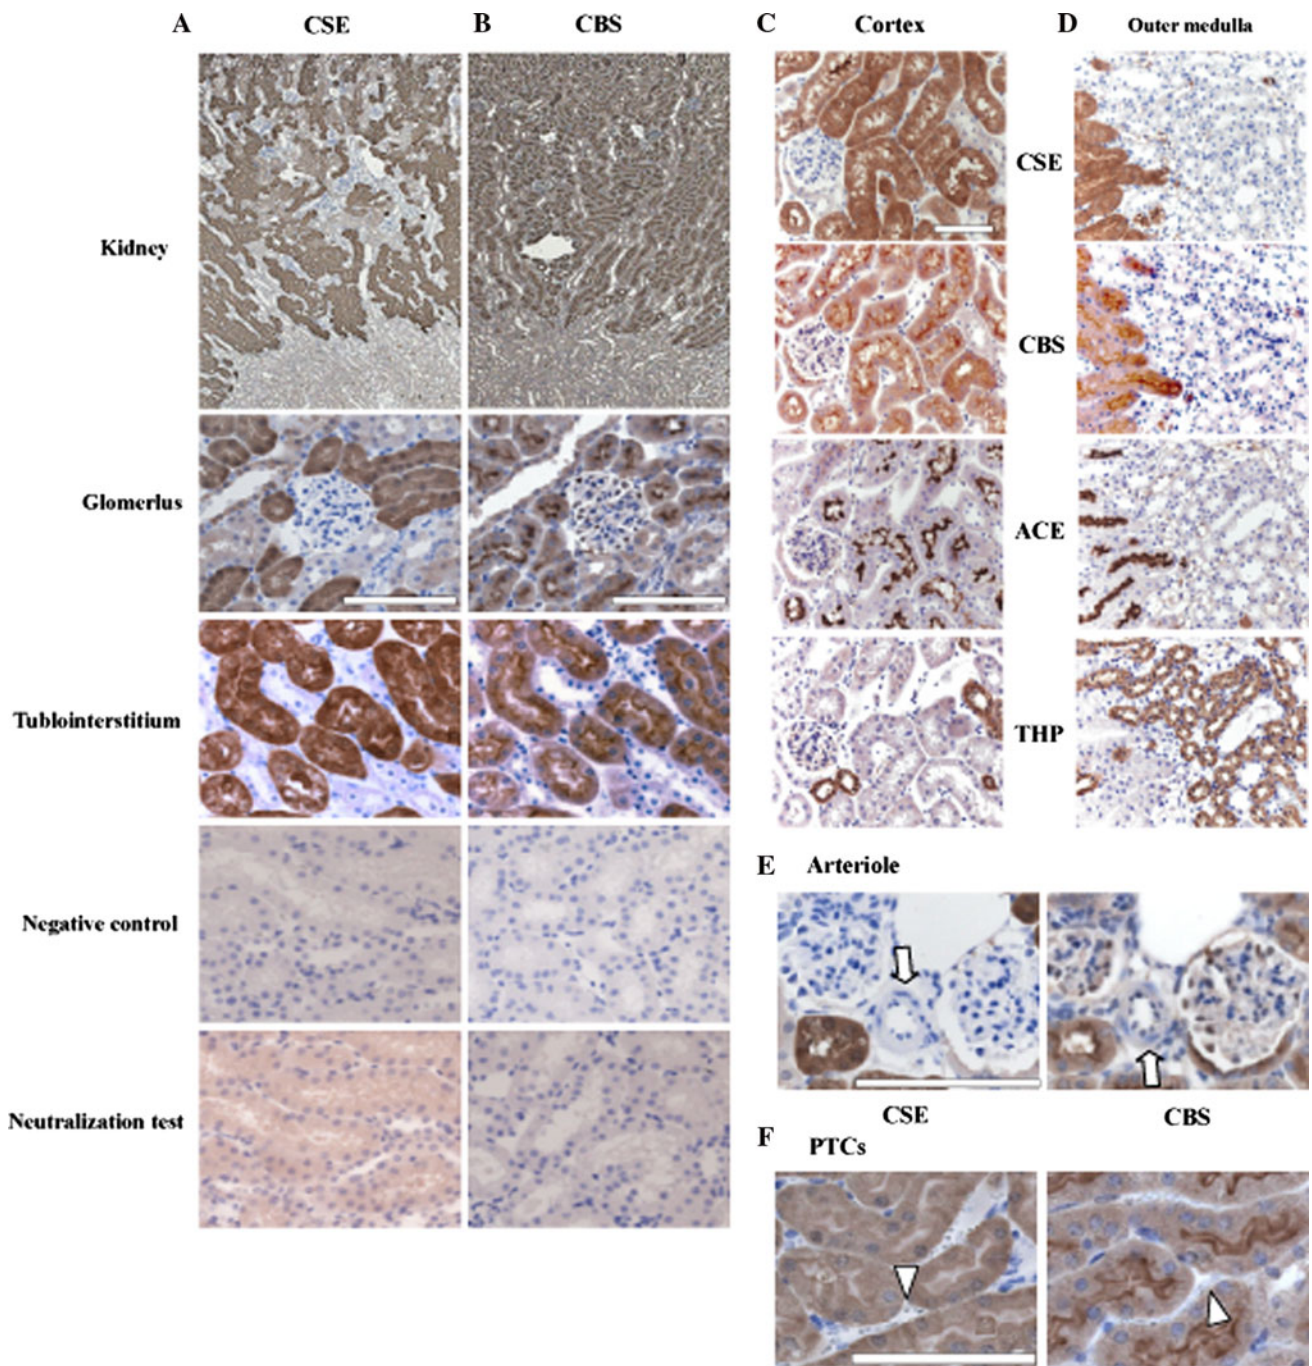 A CSE B CBS C Cortex D Outer medulla
Kidney
CSE
CBS
Glomerlus
ACE
Tublointerstitium
THP
E Arteriole
Negative control
CSE CBS
Neutralization test
F PTCs